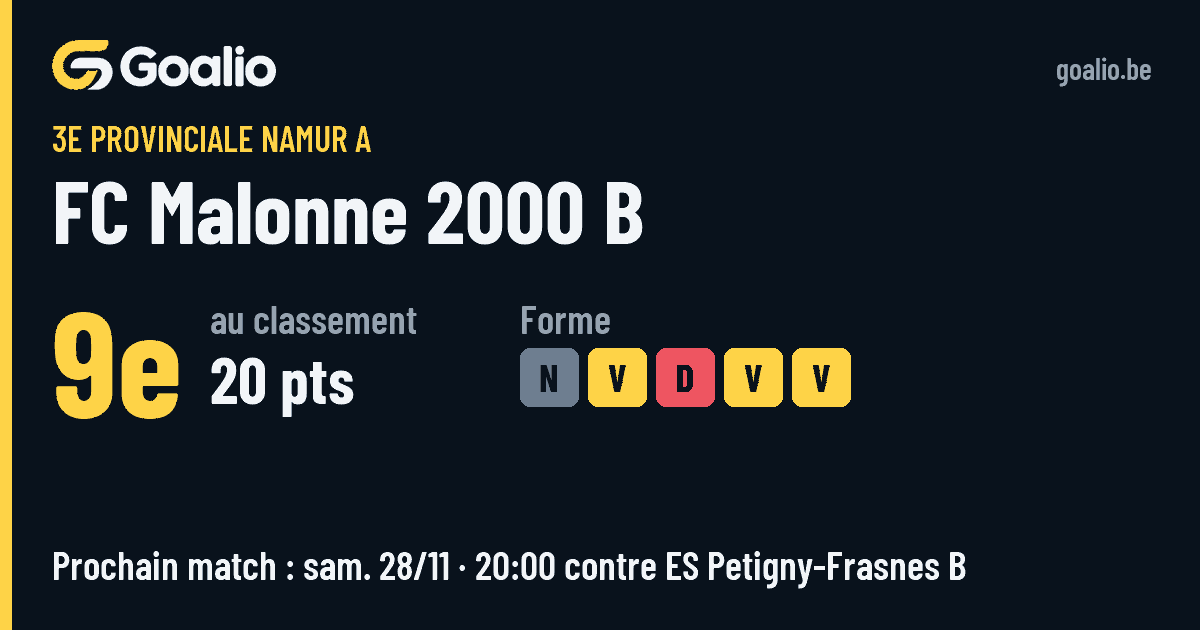 Goalio
goalio.be
3E PROVINCIALE NAMUR A
FC Malonne 2000 B
9e
au classement
20 pts
Forme
N V D V V
Prochain match : sam. 28/11 · 20:00 contre ES Petigny-Frasnes B